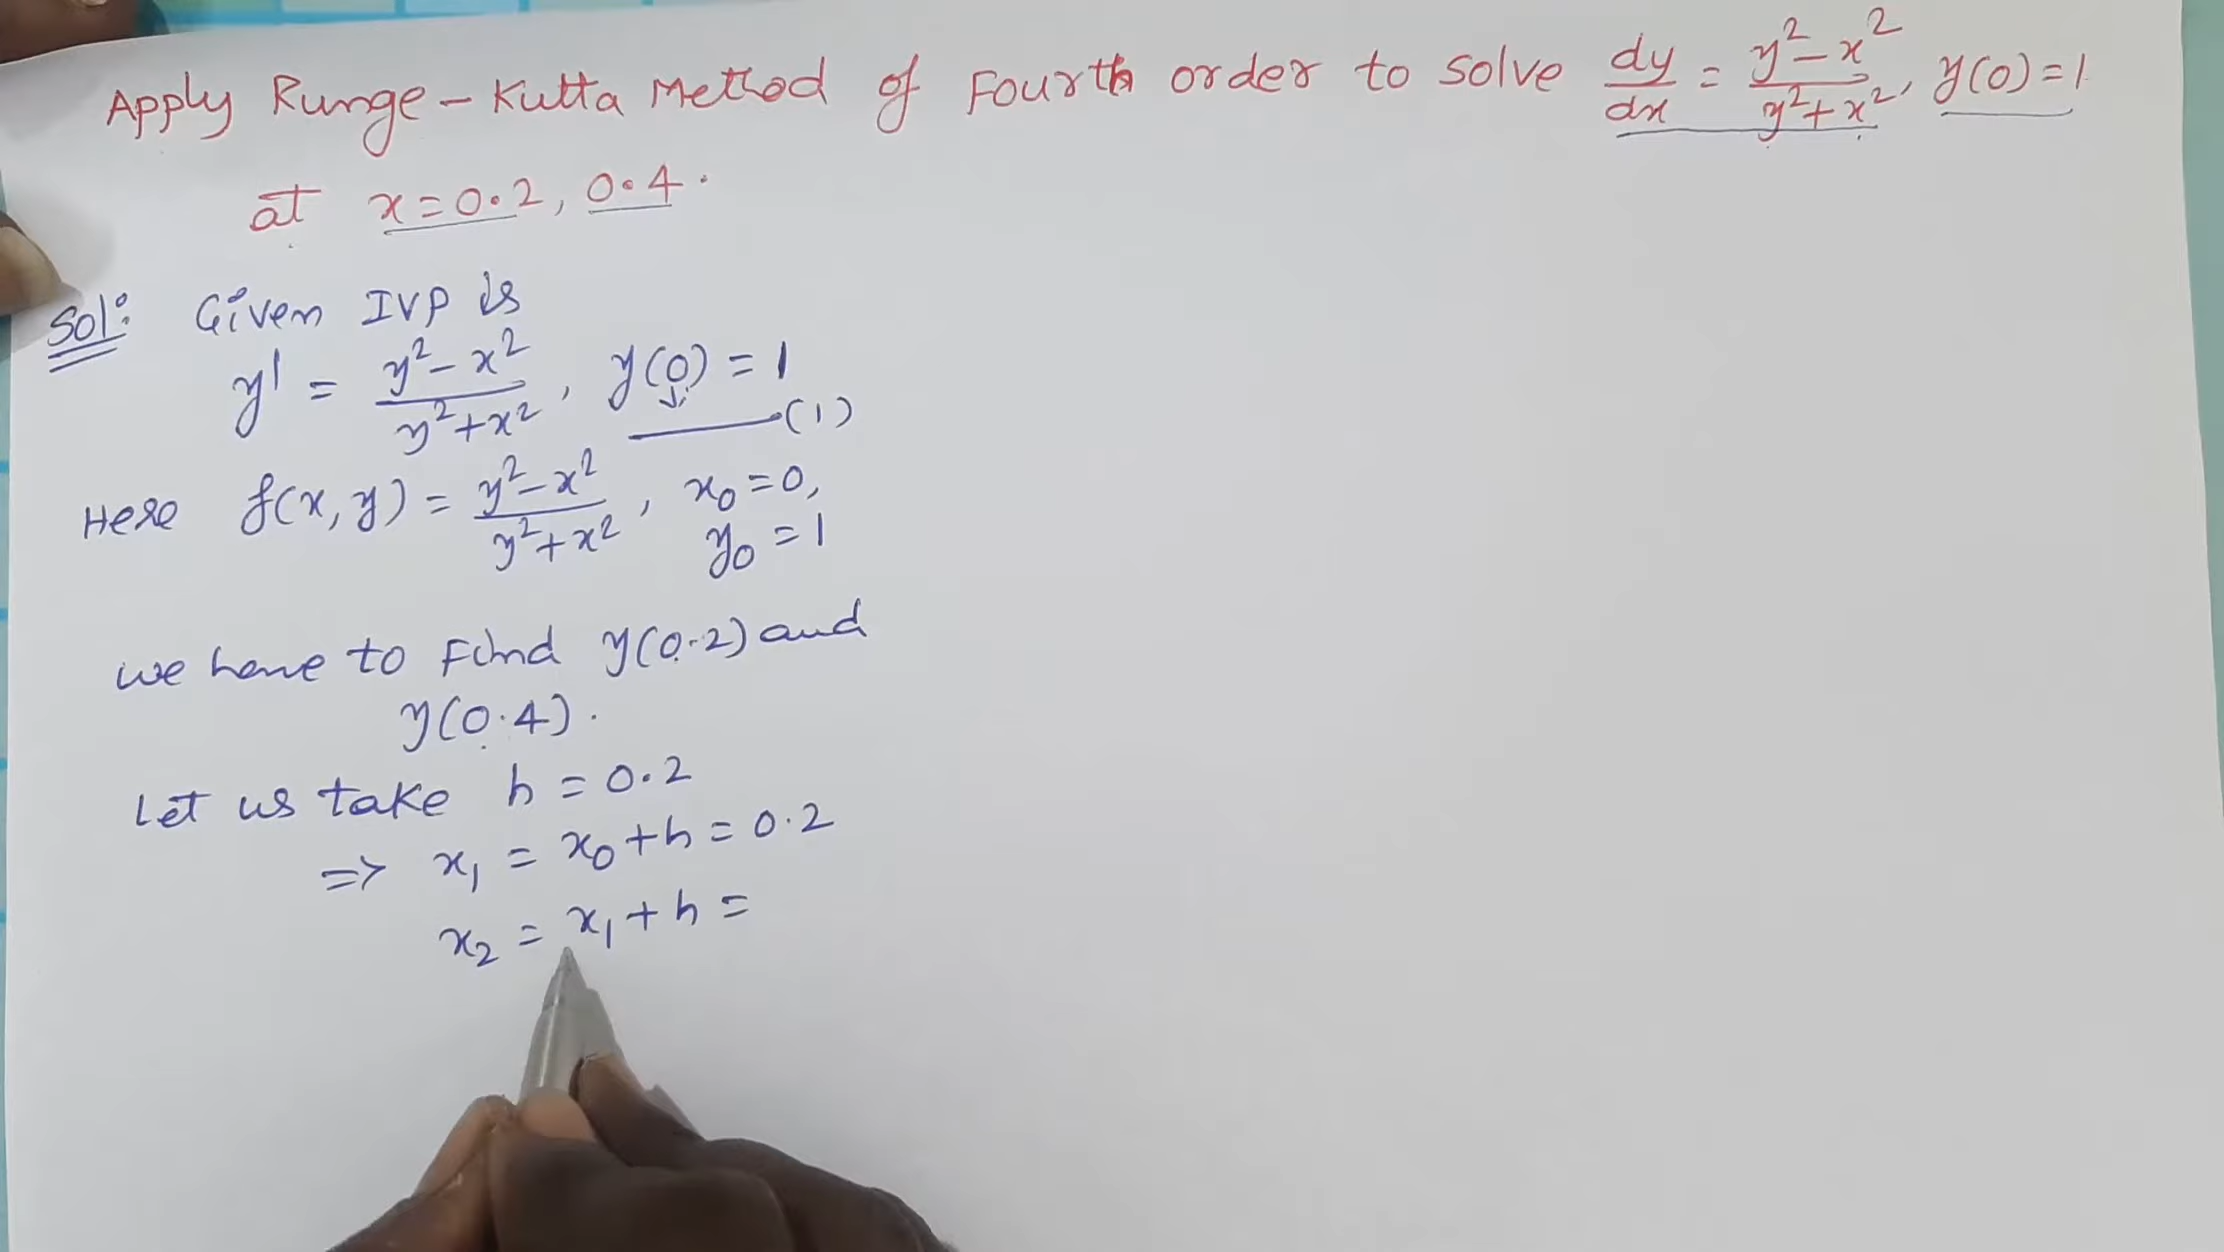 Apply Runge-Kutta Method of Fourth order to solve dy/dx = (y²-x²)/(y²+x²), y(0)=1
at x=0.2, 0.4.
Sol: Given IVP is
y' = (y²-x²)/(y²+x²), y(0)=1
—(1)
Here f(x,y) = (y²-x²)/(y²+x²), x₀=0,
y₀=1
we have to Find y(0.2) and
y(0.4).
Let us take h=0.2
=> x₁ = x₀+h=0.2
x₂ = x₁+h=